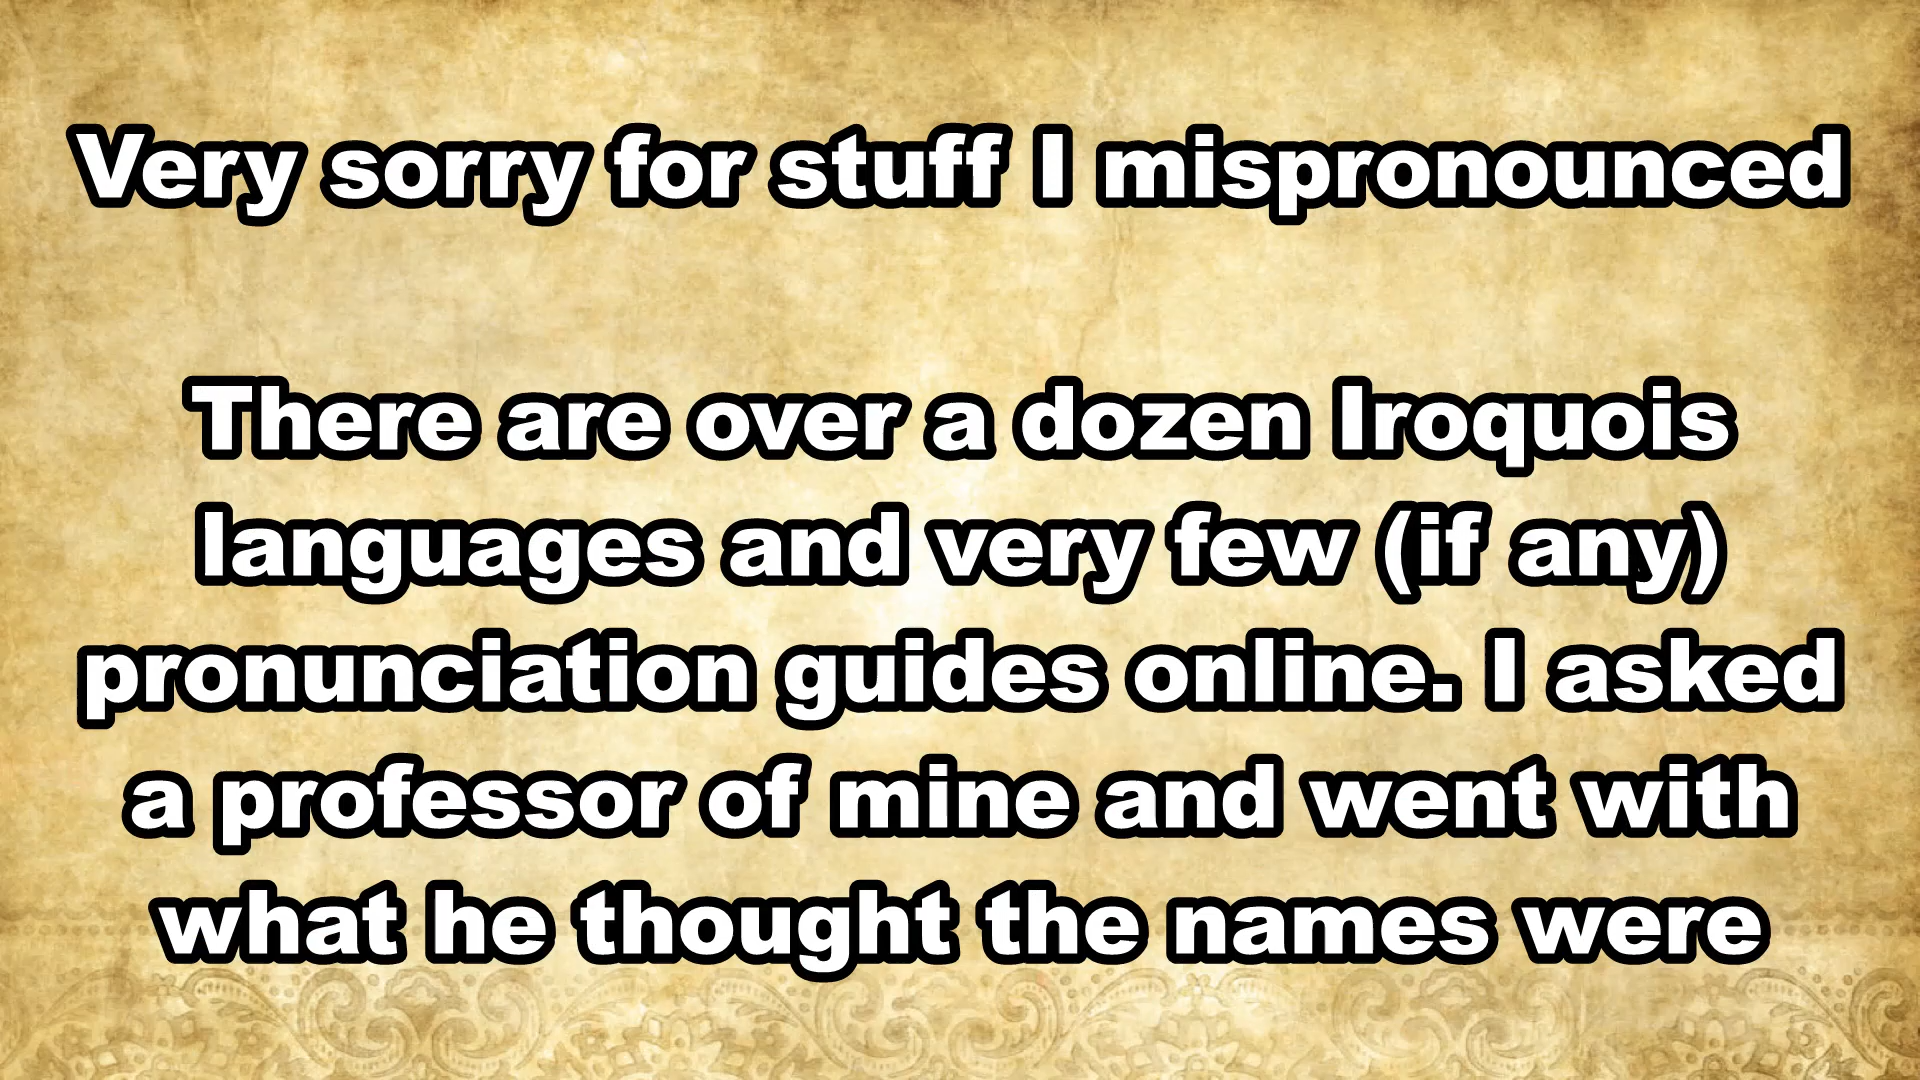 Very sorry for stuff I mispronounced
There are over a dozen Iroquois
languages and very few (if any)
pronunciation guides online. I asked
a professor of mine and went with
what he thought the names were